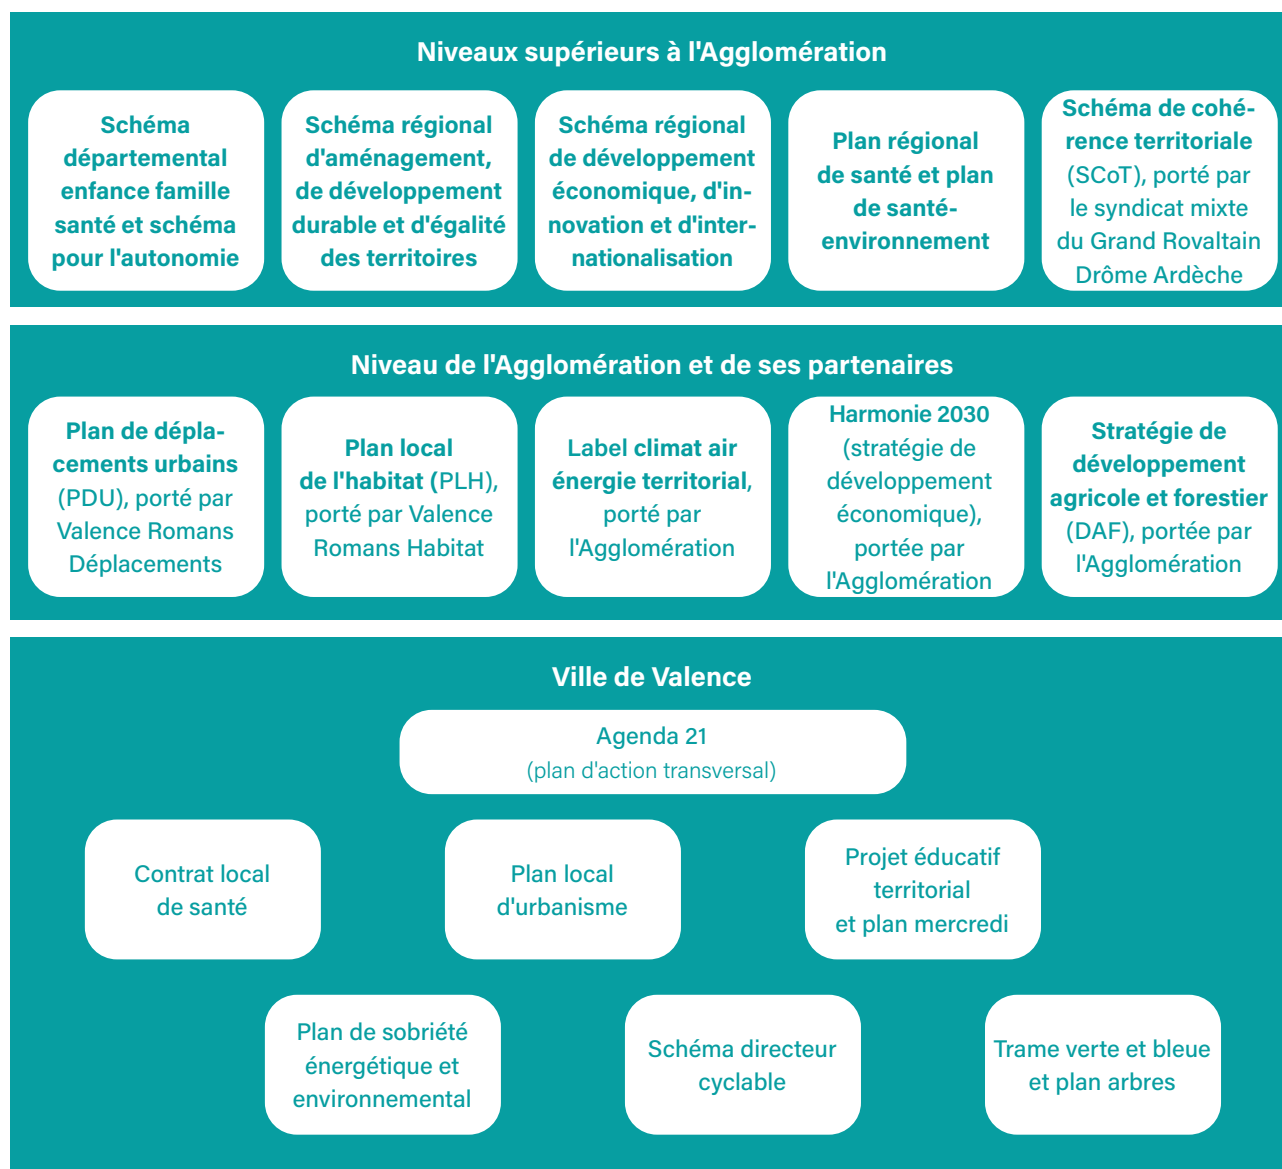 Niveaux supérieurs à l'Agglomération
Schéma
départemental
enfance famille
santé et schéma
pour l'autonomie
Schéma régional
d'aménagement,
de développement
durable et d'égalité
des territoires
Schéma régional
de développement
économique, d'in-
novation et d'inter-
nationalisation
Plan régional
de santé et plan
de santé-
environnement
Schéma de cohé-
rence territoriale
(SCoT), porté par
le syndicat mixte
du Grand Rovaltain
Drôme Ardèche
Niveau de l'Agglomération et de ses partenaires
Plan de dépla-
cements urbains
(PDU), porté par
Valence Romans
Déplacements
Plan local
de l'habitat (PLH),
porté par Valence
Romans Habitat
Label climat air
énergie territorial,
porté par
l'Agglomération
Harmonie 2030
(stratégie de
développement
économique),
portée par
l'Agglomération
Stratégie de
développement
agricole et forestier
(DAF), portée par
l'Agglomération
Ville de Valence
Agenda 21
(plan d'action transversal)
Contrat local
de santé
Plan local
d'urbanisme
Projet éducatif
territorial
et plan mercredi
Plan de sobriété
énergétique et
environnemental
Schéma directeur
cyclable
Trame verte et bleue
et plan arbres